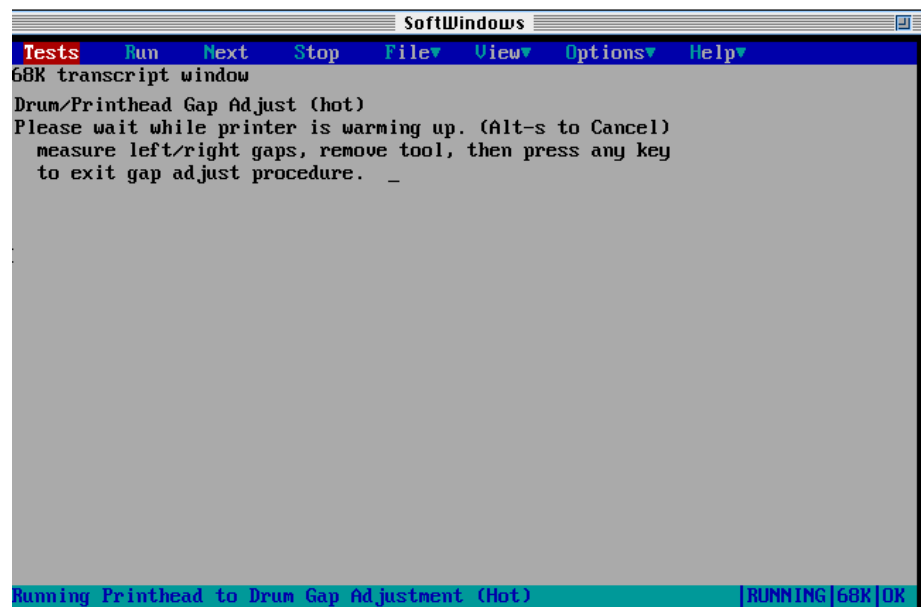 SoftWindows
Tests Run Next Stop File▼ View▼ Options▼ Help▼
68K transcript window
Drum/Printhead Gap Adjust (hot)
Please wait while printer is warming up. (Alt-s to Cancel)
measure left/right gaps, remove tool, then press any key
to exit gap adjust procedure. _
Running Printhead to Drum Gap Adjustment (Hot) |RUNNING|68K|OK